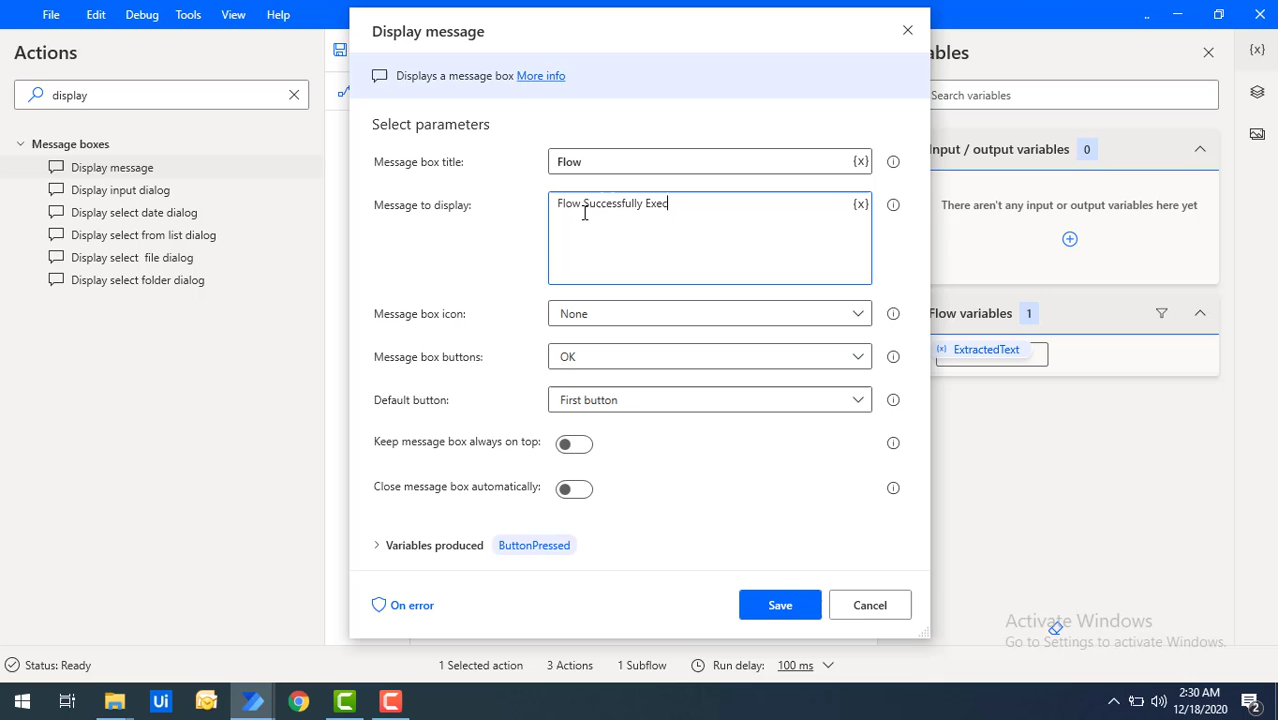 File Edit Debug Tools View Help
Display message
Actions
ables
{x}
Displays a message box More info
display
Search variables
Select parameters
Message boxes
Input / output variables 0
Display message
Message box title: Flow {x}
Display input dialog
Message to display: Flow Successfully Exec {x}
There aren't any input or output variables here yet
Display select date dialog
Display select from list dialog
Display select file dialog
Display select folder dialog
Message box icon: None
Flow variables 1
{x} ExtractedText
Message box buttons: OK
Default button: First button
Keep message box always on top:
Close message box automatically:
Variables produced ButtonPressed
On error Save Cancel
Activate Windows
Go to Settings to activate Windows.
Status: Ready 1 Selected action 3 Actions 1 Subflow Run delay: 100 ms
Ui
2:30 AM
12/18/2020
2